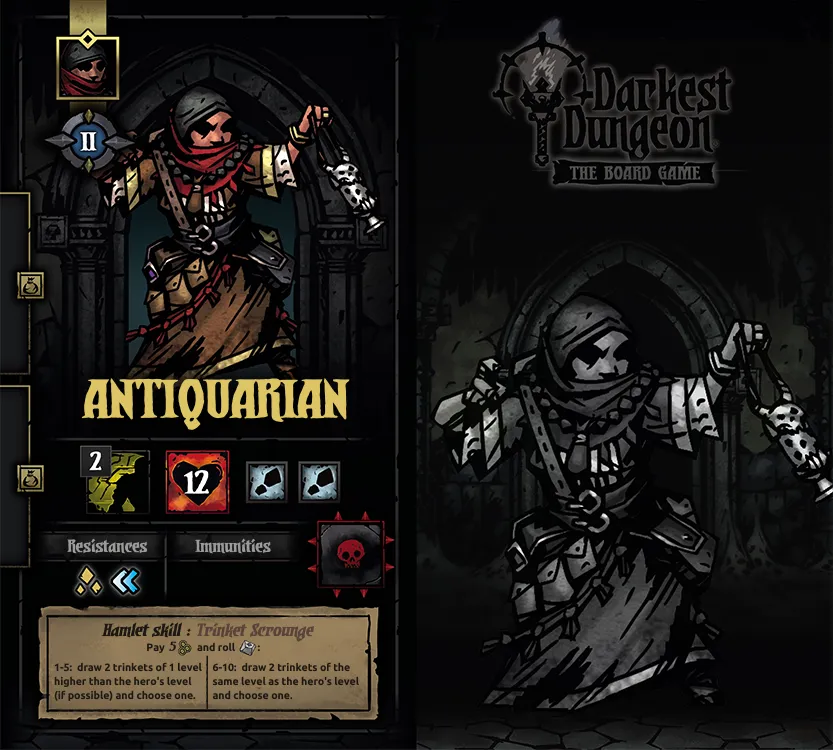 II
ANTIQUARIAN
2
12
Resistances
Immunities
Hamlet skill : Trinket Scrounge
Pay 5 and roll :
1-5: draw 2 trinkets of 1 level
higher than the hero's level
(if possible) and choose one.
6-10: draw 2 trinkets of the
same level as the hero's level
and choose one.
Darkest
Dungeon
THE BOARD GAME